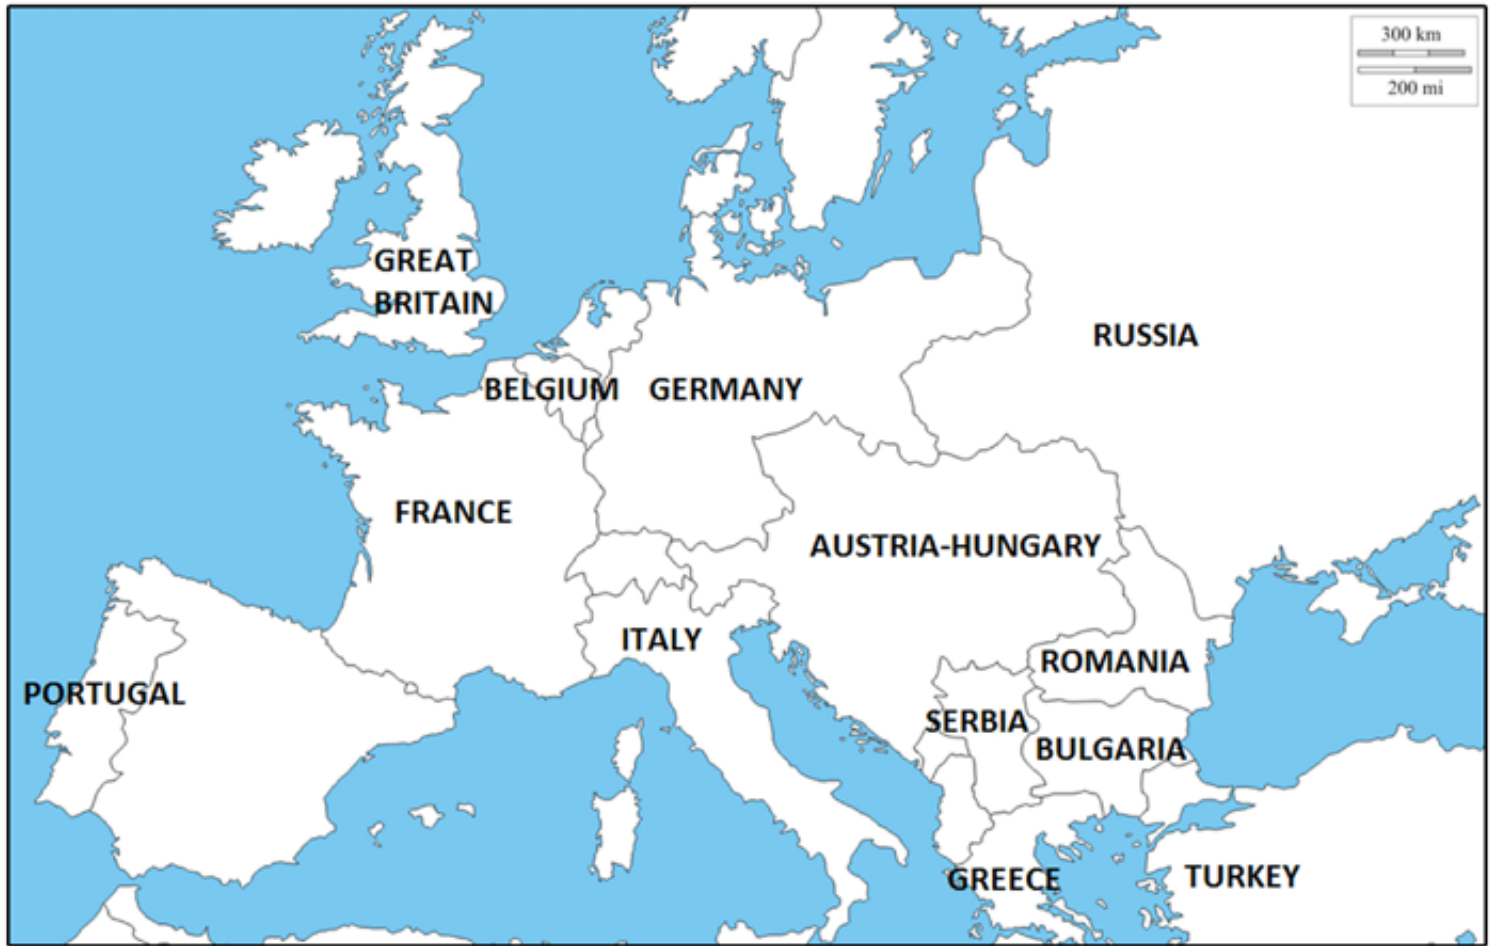 300 km
200 mi
GREAT
BRITAIN
RUSSIA
BELGIUM
GERMANY
FRANCE
AUSTRIA-HUNGARY
ITALY
ROMANIA
PORTUGAL
SERBIA
BULGARIA
GREECE
TURKEY